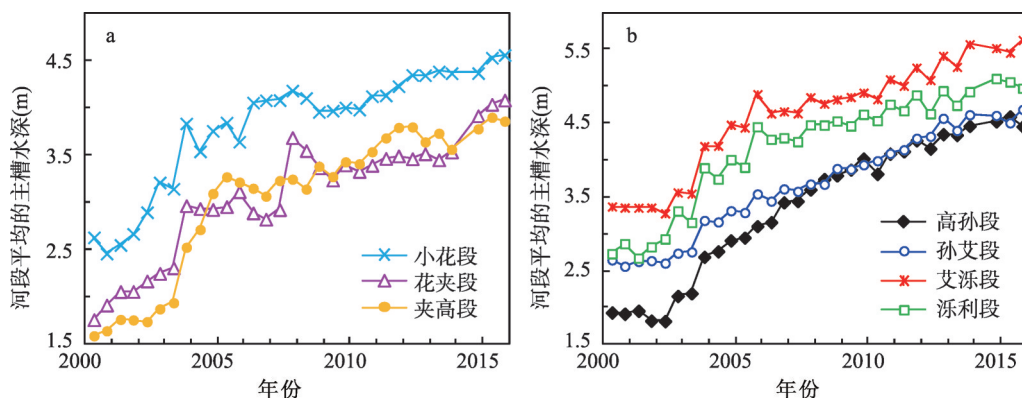 a
4.5
3.5
2.5
1.5
河段平均的主槽水深(m)
小花段
花夹段
夹高段
2000
2005
2010
2015
年份
b
5.5
4.5
3.5
2.5
1.5
河段平均的主槽水深(m)
高孙段
孙艾段
艾泺段
泺利段
2000
2005
2010
2015
年份